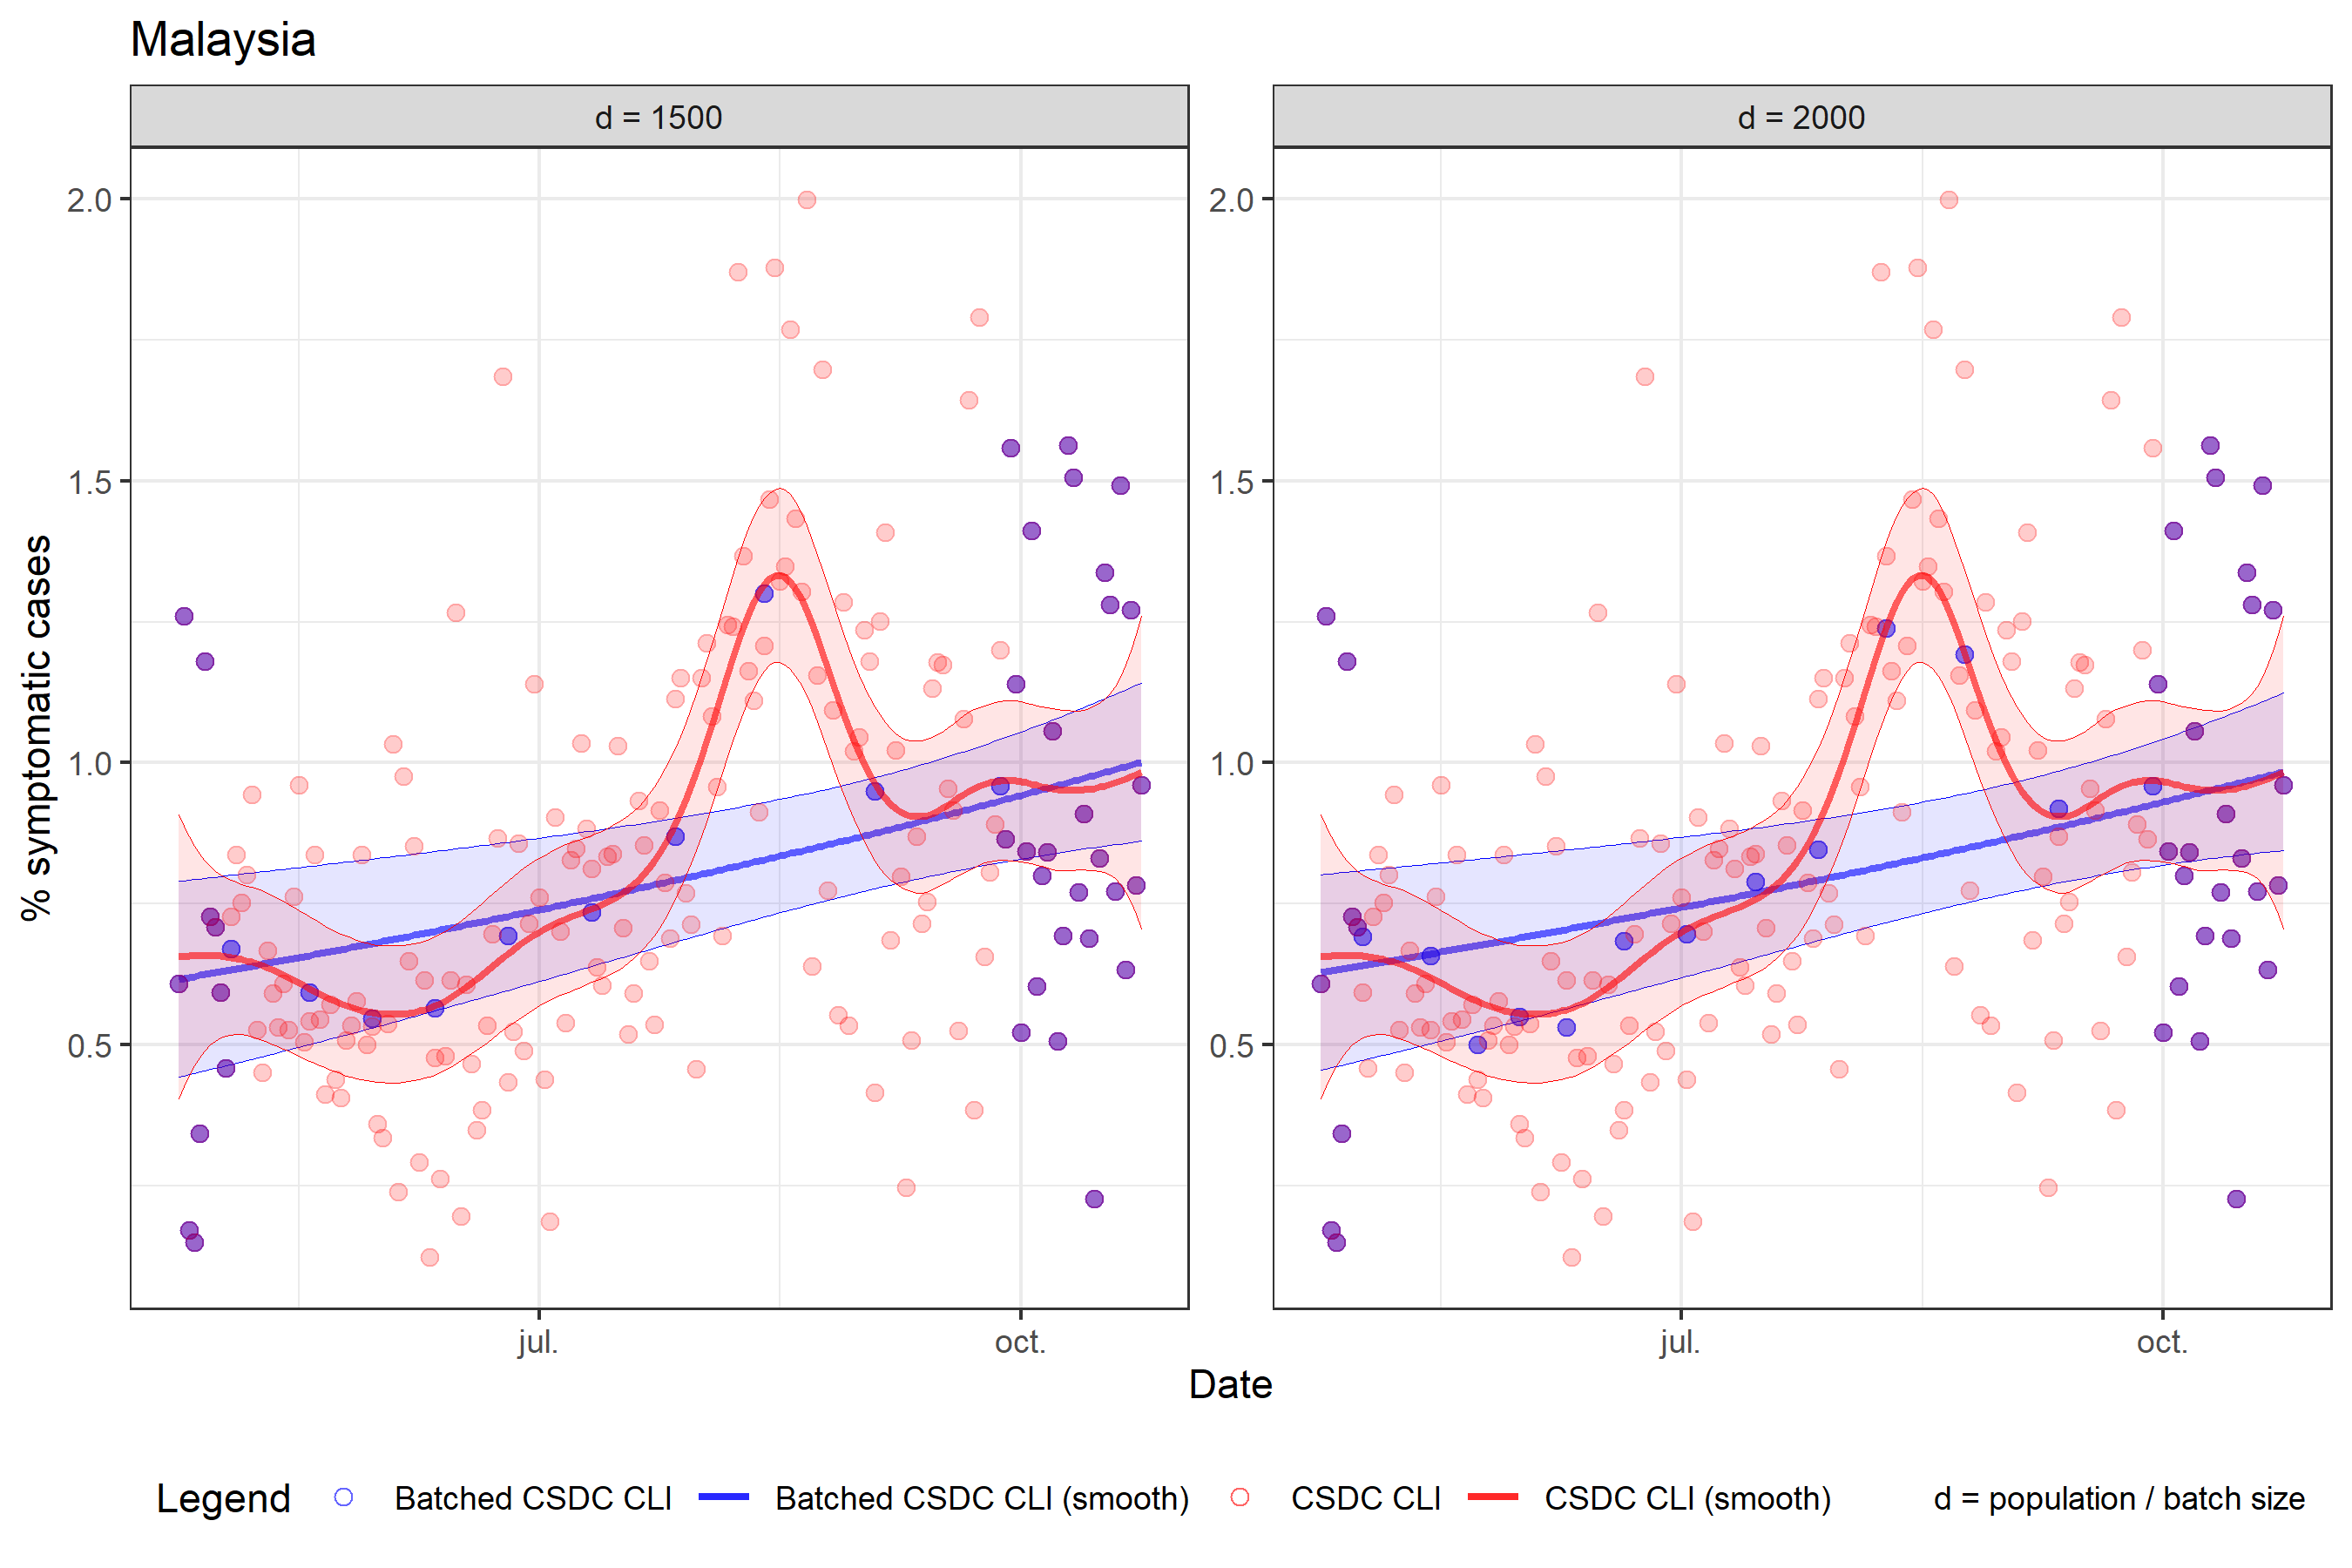 Malaysia
d = 1500
d = 2000
2.0
1.5
1.0
0.5
2.0
1.5
1.0
0.5
% symptomatic cases
jul.
oct.
jul.
oct.
Date
Legend
Batched CSDC CLI
Batched CSDC CLI (smooth)
CSDC CLI
CSDC CLI (smooth)
d = population / batch size